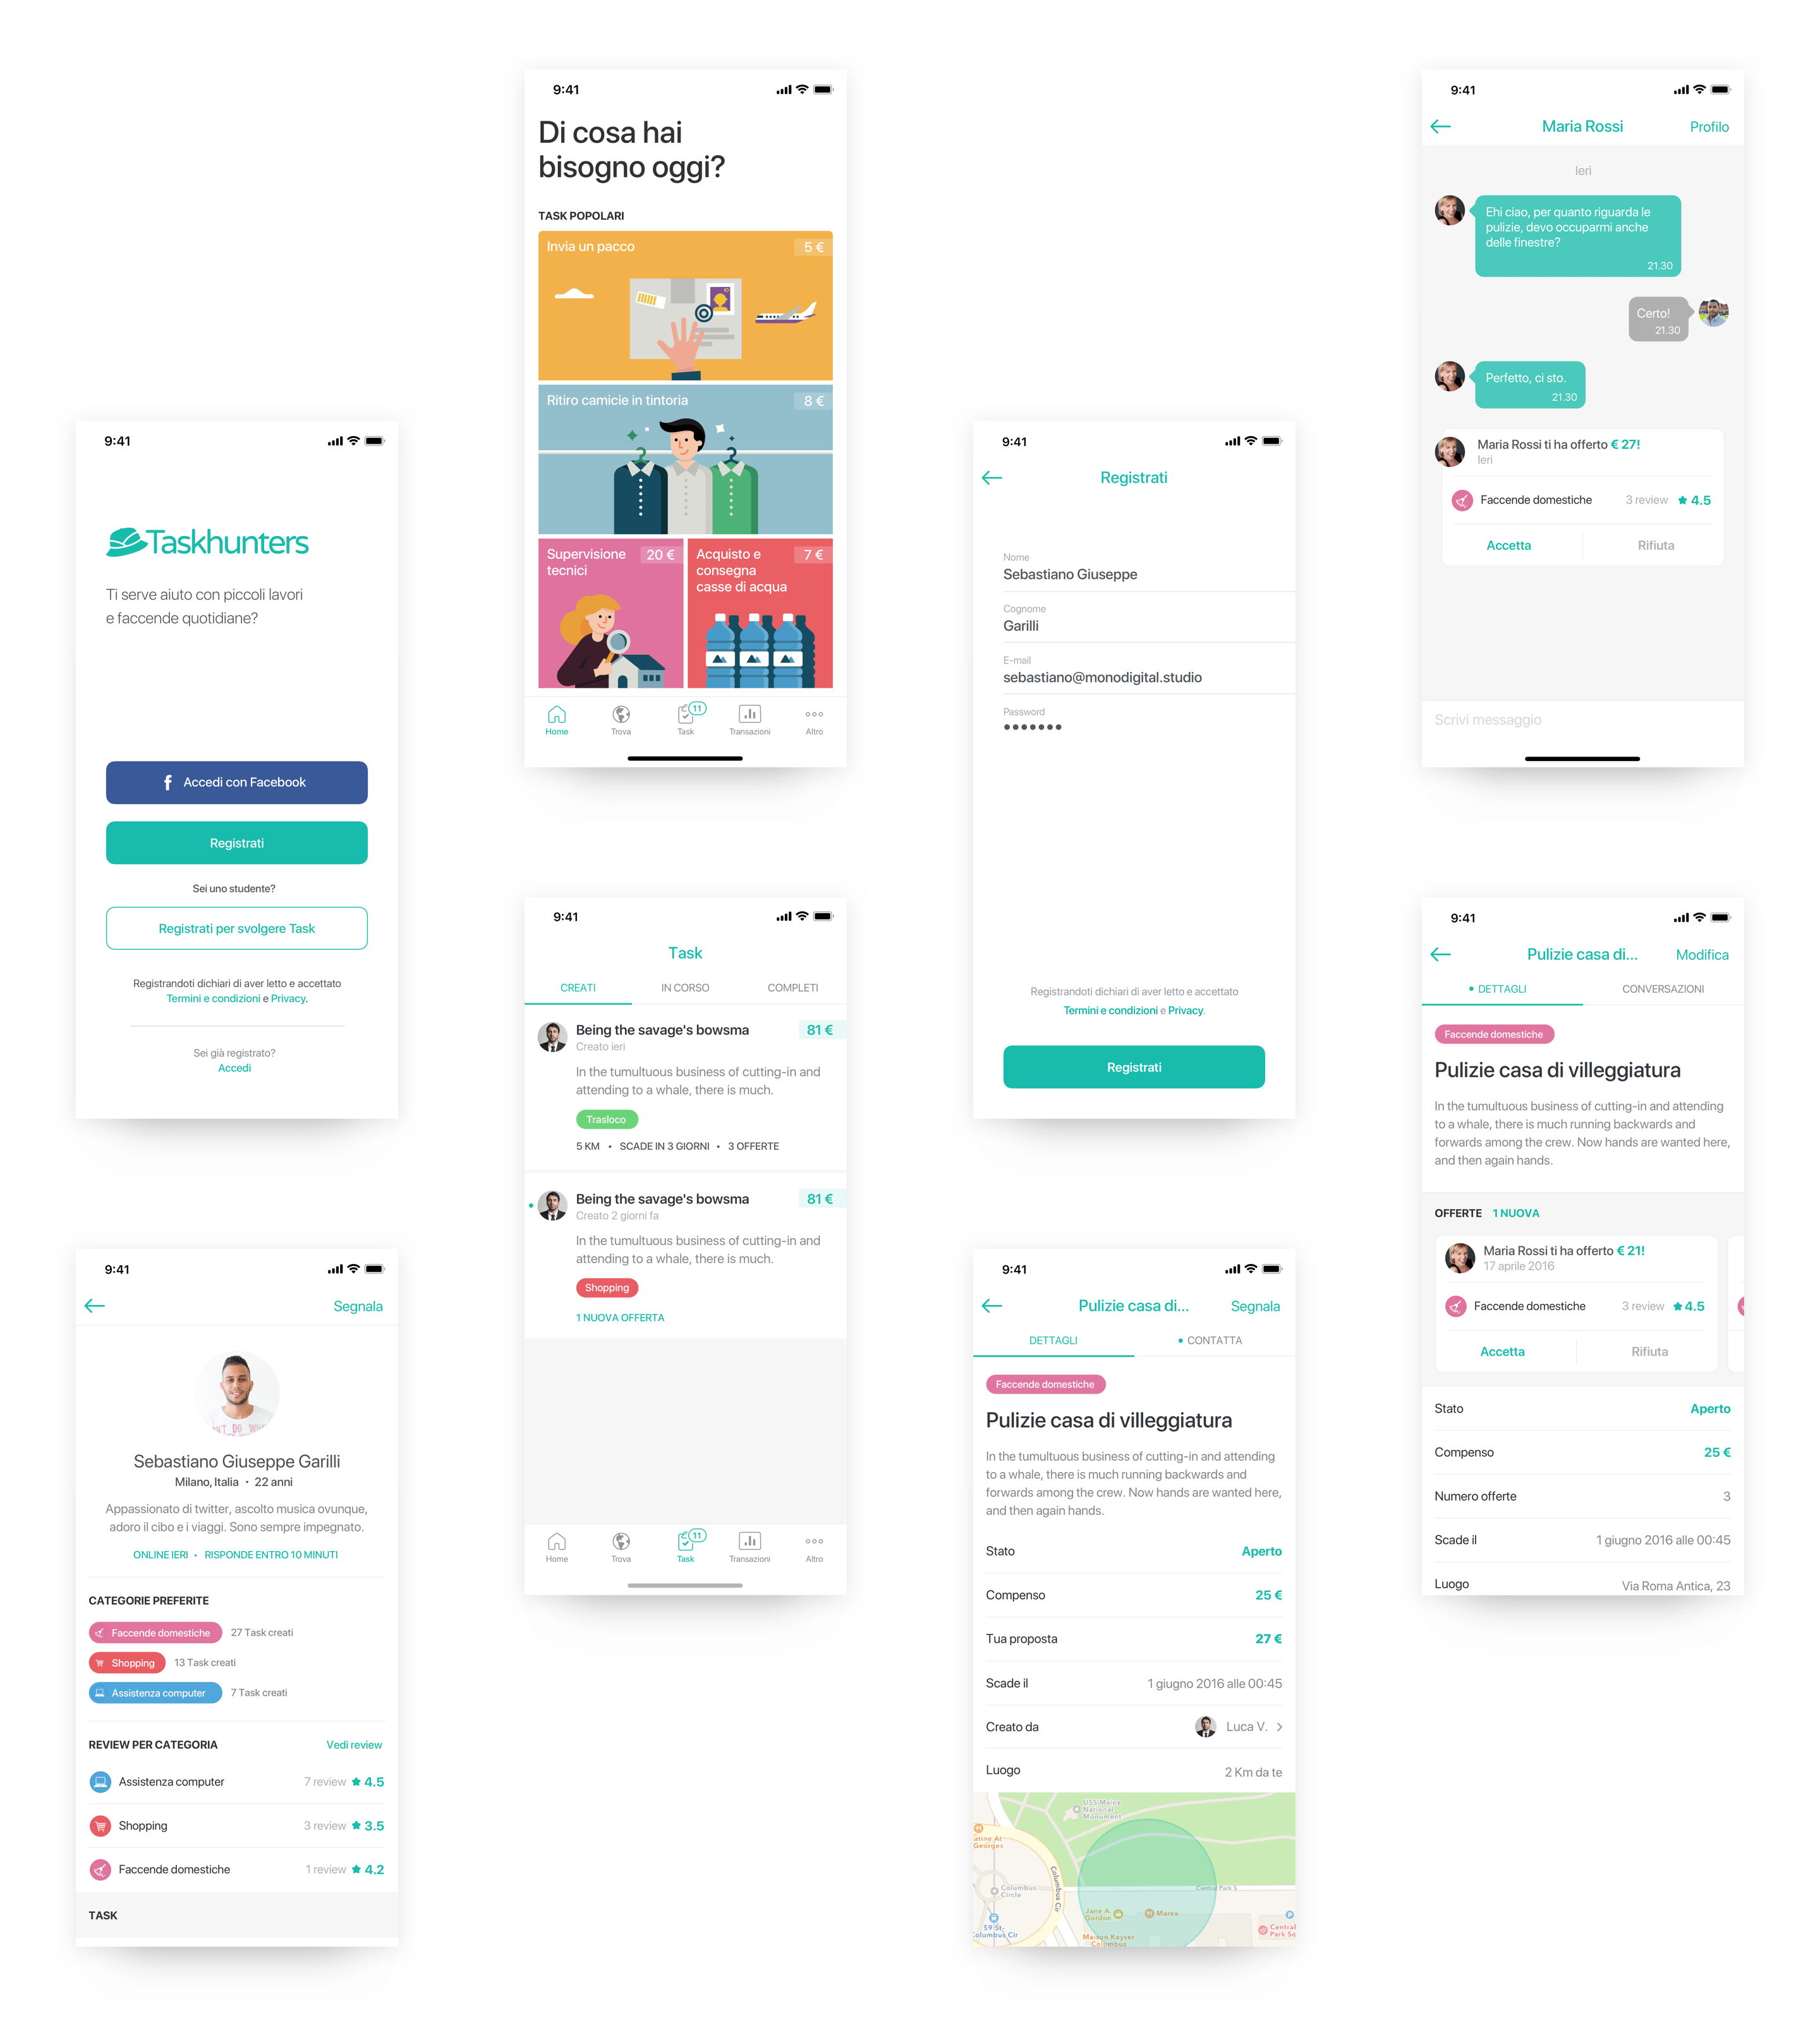 9:41
Taskhunters
Ti serve aiuto con piccoli lavori
e faccende quotidiane?
Accedi con Facebook
Registrati
Sei uno studente?
Registrati per svolgere Task
Registrandoti dichiari di aver letto e accettato
Termini e condizioni e Privacy.
Sei già registrato?
Accedi
9:41
Segnala
Sebastiano Giuseppe Garilli
Milano, Italia • 22 anni
Appassionato di twitter, ascolto musica ovunque,
adoro il cibo e i viaggi. Sono sempre impegnato.
ONLINE IERI • RISPONDE ENTRO 10 MINUTI
CATEGORIE PREFERITE
Faccende domestiche 27 Task creati
Shopping 13 Task creati
Assistenza computer 7 Task creati
REVIEW PER CATEGORIA Vedi review
Assistenza computer 7 review 4.5
Shopping 3 review 3.5
Faccende domestiche 1 review 4.2
TASK
9:41
Di cosa hai
bisogno oggi?
TASK POPOLARI
Invia un pacco 5 €
Ritiro camicie in tintoria 8 €
Supervisione
tecnici
20 €
Acquisto e
consegna
casse di acqua
7 €
11
Home Trova Task Transazioni Altro
9:41
Task
CREATI IN CORSO COMPLETI
Being the savage's bowsma 81 €
Creato ieri
In the tumultuous business of cutting-in and
attending to a whale, there is much.
Trasloco
5 KM • SCADE IN 3 GIORNI • 3 OFFERTE
Being the savage's bowsma 81 €
Creato 2 giorni fa
In the tumultuous business of cutting-in and
attending to a whale, there is much.
Shopping
1 NUOVA OFFERTA
11
Home Trova Task Transazioni Altro
9:41
Registrati
Nome
Sebastiano Giuseppe
Cognome
Garilli
E-mail
sebastiano@monodigital.studio
Password
Registrandoti dichiari di aver letto e accettato
Termini e condizioni e Privacy.
Registrati
9:41
Pulizie casa di... Segnala
DETTAGLI • CONTATTA
Faccende domestiche
Pulizie casa di villeggiatura
In the tumultuous business of cutting-in and attending
to a whale, there is much running backwards and
forwards among the crew. Now hands are wanted here,
and then again hands.
Stato Aperto
Compenso 25 €
Tua proposta 27 €
Scade il 1 giugno 2016 alle 00:45
Creato da Luca V.
Luogo 2 Km da te
USS Maine
National
Monument
atine At
Georges
Columbus
Circle
Columbus Cir
Central Park S
Jane A.
Gordon
Marea
59 St-
Columbus Cir
Maison Kayser
Columbus
Central
Park So
9:41
Maria Rossi Profilo
Ieri
Ehi ciao, per quanto riguarda le
pulizie, devo occuparmi anche
delle finestre?
21.30
Certo!
21.30
Perfetto, ci sto.
21.30
Maria Rossi ti ha offerto € 27!
Ieri
Faccende domestiche 3 review 4.5
Accetta Rifiuta
Scrivi messaggio
9:41
Pulizie casa di... Modifica
• DETTAGLI CONVERSAZIONI
Faccende domestiche
Pulizie casa di villeggiatura
In the tumultuous business of cutting-in and attending
to a whale, there is much running backwards and
forwards among the crew. Now hands are wanted here,
and then again hands.
OFFERTE 1 NUOVA
Maria Rossi ti ha offerto € 21!
17 aprile 2016
Faccende domestiche 3 review 4.5
Accetta Rifiuta
Stato Aperto
Compenso 25 €
Numero offerte 3
Scade il 1 giugno 2016 alle 00:45
Luogo Via Roma Antica, 23